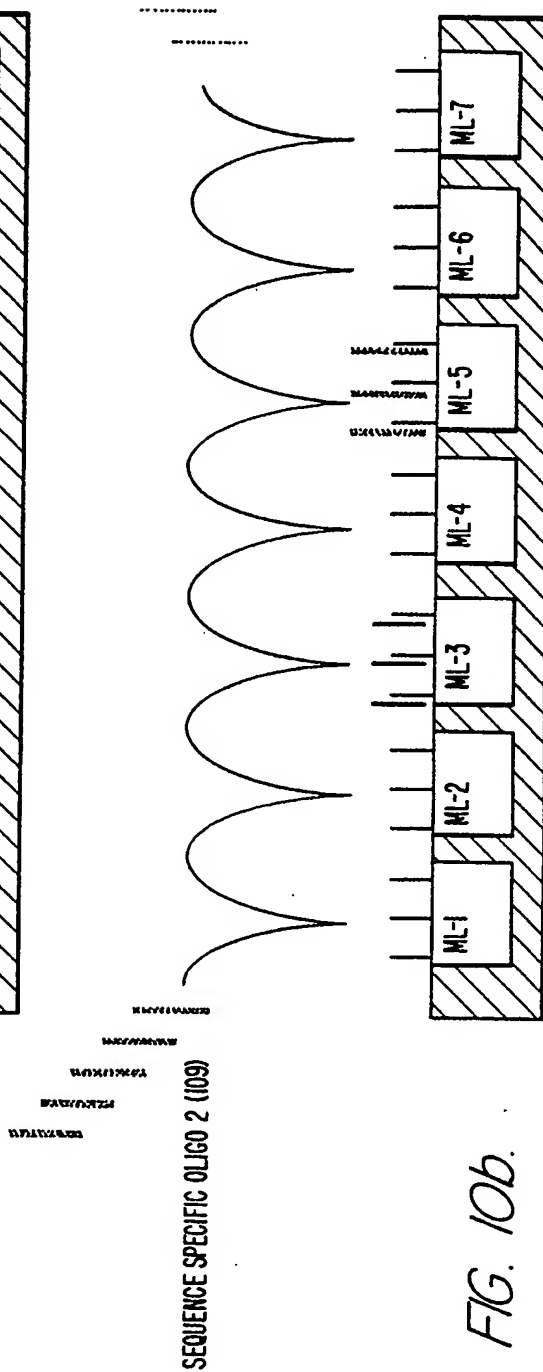 SEQUENCE SPECIFIC OLIGO 2 (109)
ML-1
ML-2
ML-3
ML-4
ML-5
ML-6
ML-7
FIG. 10b.